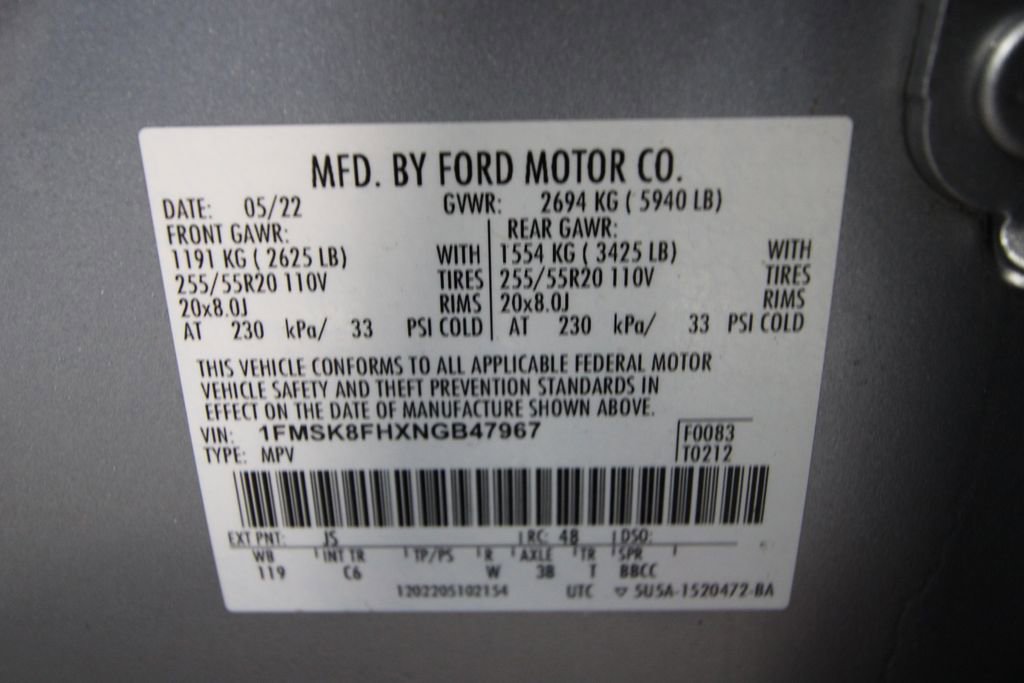 MFD. BY FORD MOTOR CO.
DATE: 05/22 GVWR: 2694 KG ( 5940 LB)
FRONT GAWR: REAR GAWR:
1191 KG ( 2625 LB) WITH 1554 KG ( 3425 LB) WITH
255/55R20 110V TIRES 255/55R20 110V TIRES
20x8.0J RIMS 20x8.0J RIMS
AT 230 kPa/ 33 PSI COLD AT 230 kPa/ 33 PSI COLD
THIS VEHICLE CONFORMS TO ALL APPLICABLE FEDERAL MOTOR
VEHICLE SAFETY AND THEFT PREVENTION STANDARDS IN
EFFECT ON THE DATE OF MANUFACTURE SHOWN ABOVE.
VIN: 1FMSK8FHXNGB47967 F0083
TYPE: MPV T0212
EXT PNT: JS RC: 48 DSO:
WB INT TR TP/PS R AXLE TR SPR
119 C6 W 3B T BBCC
1202205102154 UTC ▽ 5U5A-1520472-BA